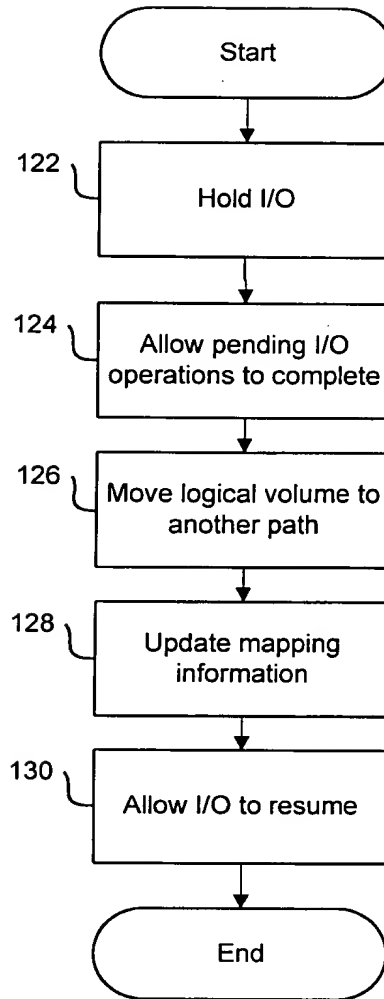 Start
122
Hold I/O
124
Allow pending I/O
operations to complete
126
Move logical volume to
another path
128
Update mapping
information
130
Allow I/O to resume
End